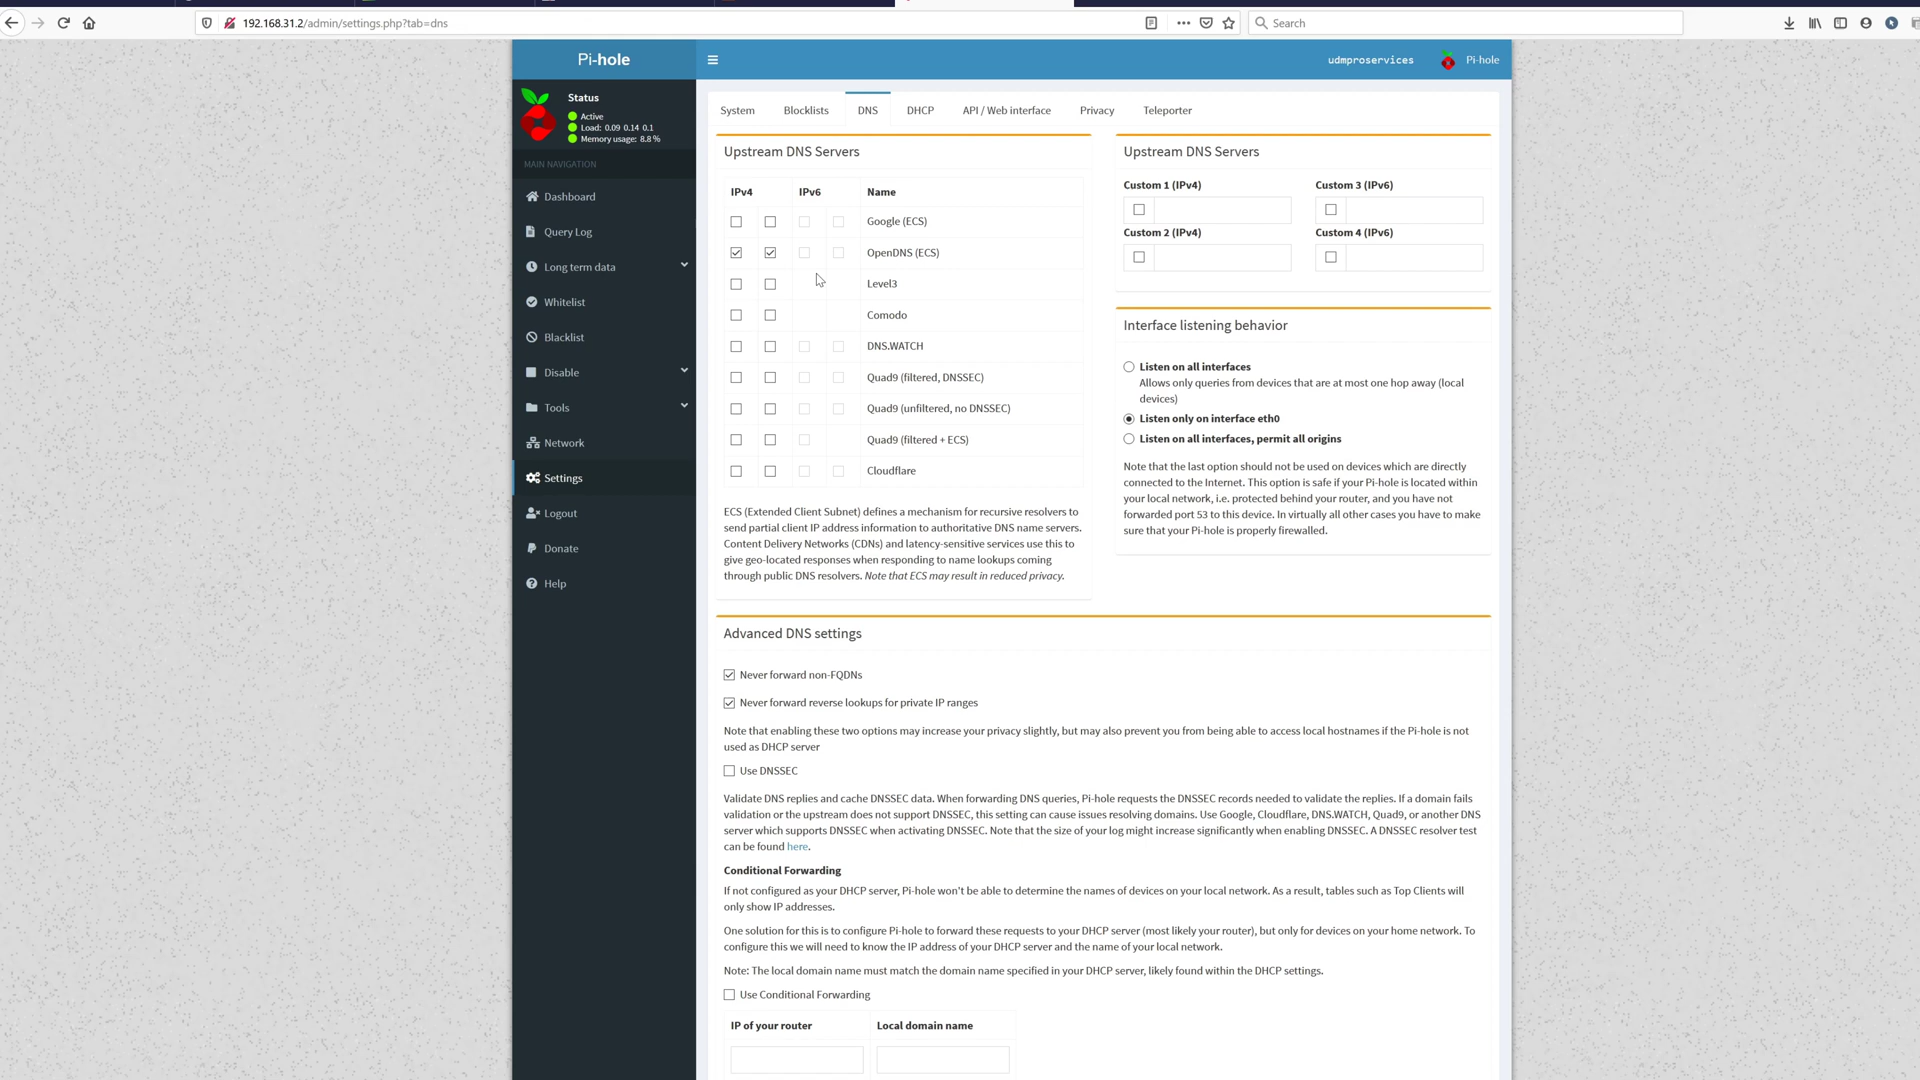 192.168.31.2/admin/settings.php?tab=dns
Search
Pi-hole
udmproservices
Pi-hole
Status
Active
Load: 0.09 0.14 0.1
Memory usage: 8.8 %
MAIN NAVIGATION
Dashboard
Query Log
Long term data
Whitelist
Blacklist
Disable
Tools
Network
Settings
Logout
Donate
Help
System
Blocklists
DNS
DHCP
API / Web interface
Privacy
Teleporter
Upstream DNS Servers
IPv4
IPv6
Name
Google (ECS)
OpenDNS (ECS)
Level3
Comodo
DNS.WATCH
Quad9 (filtered, DNSSEC)
Quad9 (unfiltered, no DNSSEC)
Quad9 (filtered + ECS)
Cloudflare
ECS (Extended Client Subnet) defines a mechanism for recursive resolvers to
send partial client IP address information to authoritative DNS name servers.
Content Delivery Networks (CDNs) and latency-sensitive services use this to
give geo-located responses when responding to name lookups coming
through public DNS resolvers. Note that ECS may result in reduced privacy.
Upstream DNS Servers
Custom 1 (IPv4)
Custom 3 (IPv6)
Custom 2 (IPv4)
Custom 4 (IPv6)
Interface listening behavior
Listen on all interfaces
Allows only queries from devices that are at most one hop away (local
devices)
Listen only on interface eth0
Listen on all interfaces, permit all origins
Note that the last option should not be used on devices which are directly
connected to the Internet. This option is safe if your Pi-hole is located within
your local network, i.e. protected behind your router, and you have not
forwarded port 53 to this device. In virtually all other cases you have to make
sure that your Pi-hole is properly firewalled.
Advanced DNS settings
Never forward non-FQDNs
Never forward reverse lookups for private IP ranges
Note that enabling these two options may increase your privacy slightly, but may also prevent you from being able to access local hostnames if the Pi-hole is not
used as DHCP server
Use DNSSEC
Validate DNS replies and cache DNSSEC data. When forwarding DNS queries, Pi-hole requests the DNSSEC records needed to validate the replies. If a domain fails
validation or the upstream does not support DNSSEC, this setting can cause issues resolving domains. Use Google, Cloudflare, DNS.WATCH, Quad9, or another DNS
server which supports DNSSEC when activating DNSSEC. Note that the size of your log might increase significantly when enabling DNSSEC. A DNSSEC resolver test
can be found here.
Conditional Forwarding
If not configured as your DHCP server, Pi-hole won't be able to determine the names of devices on your local network. As a result, tables such as Top Clients will
only show IP addresses.
One solution for this is to configure Pi-hole to forward these requests to your DHCP server (most likely your router), but only for devices on your home network. To
configure this we will need to know the IP address of your DHCP server and the name of your local network.
Note: The local domain name must match the domain name specified in your DHCP server, likely found within the DHCP settings.
Use Conditional Forwarding
IP of your router
Local domain name